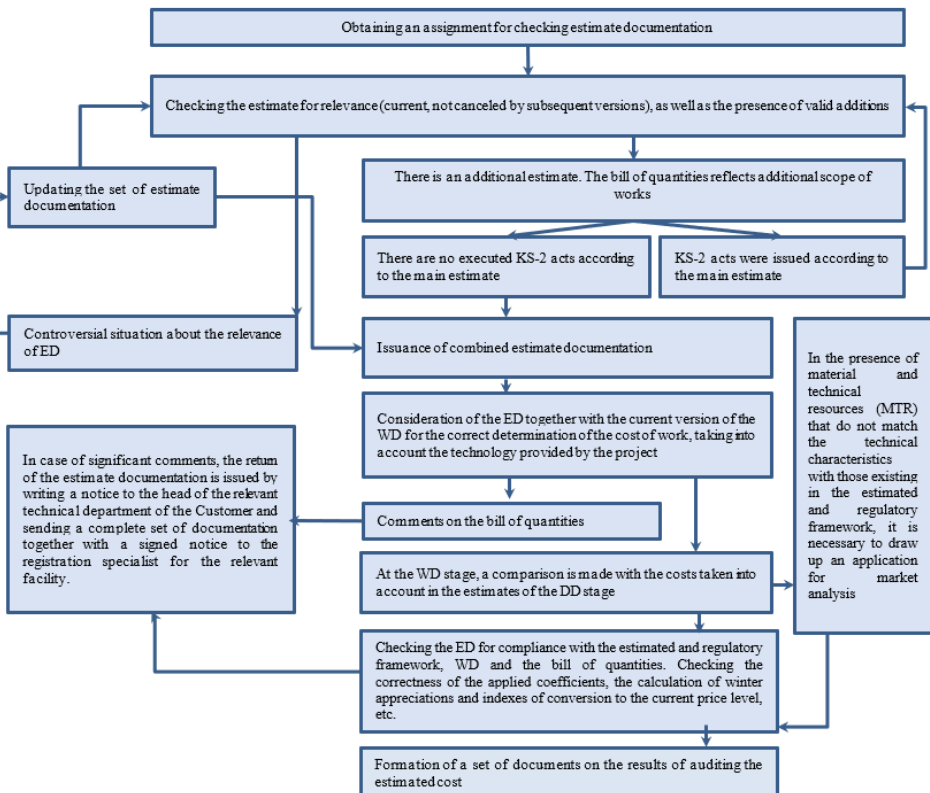 Obtaining an assignment for checking estimate documentation
Checking the estimate for relevance (current, not canceled by subsequent versions), as well as the presence of valid additions
Updating the set of estimate
documentation
There is an additional estimate. The bill of quantities reflects additional scope of
works
There are no executed KS-2 acts according
to the main estimate
KS-2 acts were issued according to
the main estimate
Controversial situation about the relevance
of ED
Issuance of combined estimate documentation
In the presence of
material and
technical
resources (MTR)
that do not match
the technical
characteristics
with those existing
in the estimated
and regulatory
framework, it is
necessary to draw
up an application
for market
analysis
Consideration of the ED together with the current version of the
WD for the correct determination of the cost of work, taking into
account the technology provided by the project
In case of significant comments, the return
of the estimate documentation is issued by
writing a notice to the head of the relevant
technical department of the Customer and
sending a complete set of documentation
together with a signed notice to the
registration specialist for the relevant
facility.
Comments on the bill of quantities
At the WD stage, a comparison is made with the costs taken into
account in the estimates of the DD stage
Checking the ED for compliance with the estimated and regulatory
framework, WD and the bill of quantities. Checking the
correctness of the applied coefficients, the calculation of winter
appreciations and indexes of conversion to the current price level,
etc.
Formation of a set of documents on the results of auditing the
estimated cost